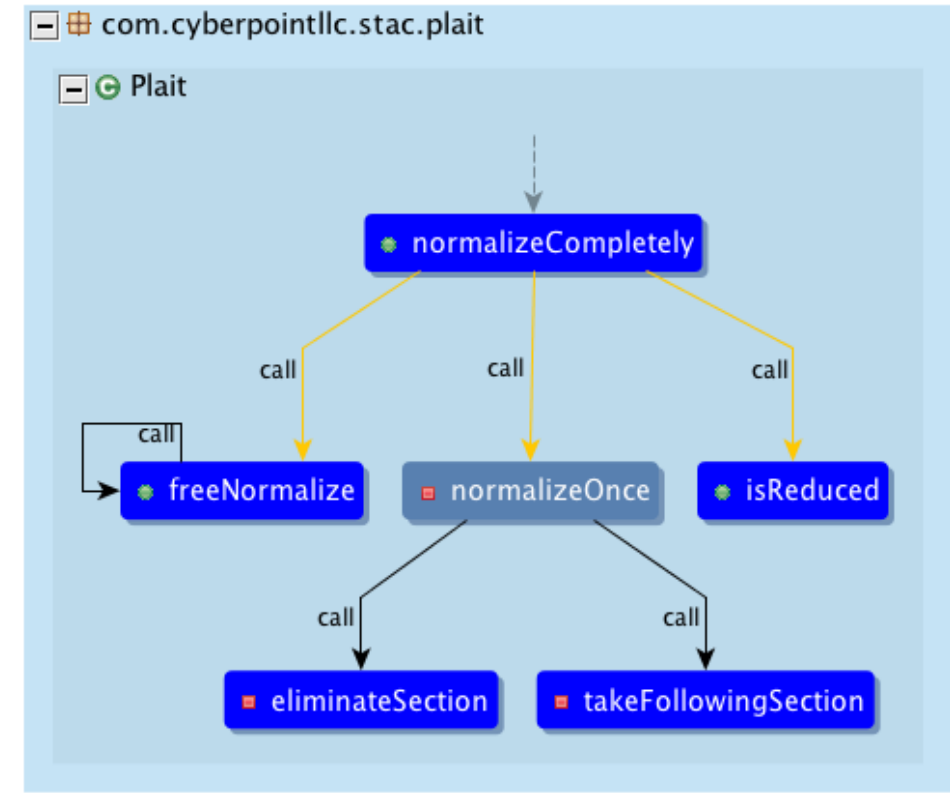 com.cyberpointllc.stac.plait
C Plait
normalizeCompletely
call
call
call
call
freeNormalize
normalizeOnce
isReduced
call
call
eliminateSection
takeFollowingSection